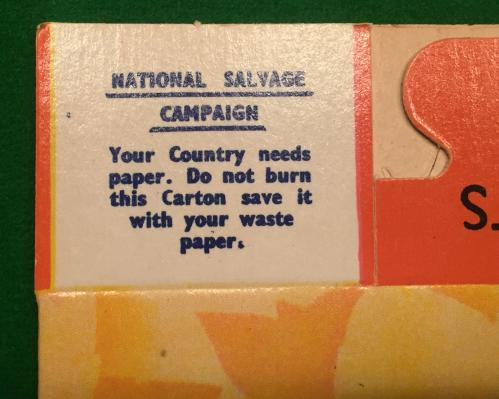 NATIONAL SALVAGE
CAMPAIGN
Your Country needs
paper. Do not burn
this Carton save it
with your waste
paper.
S.